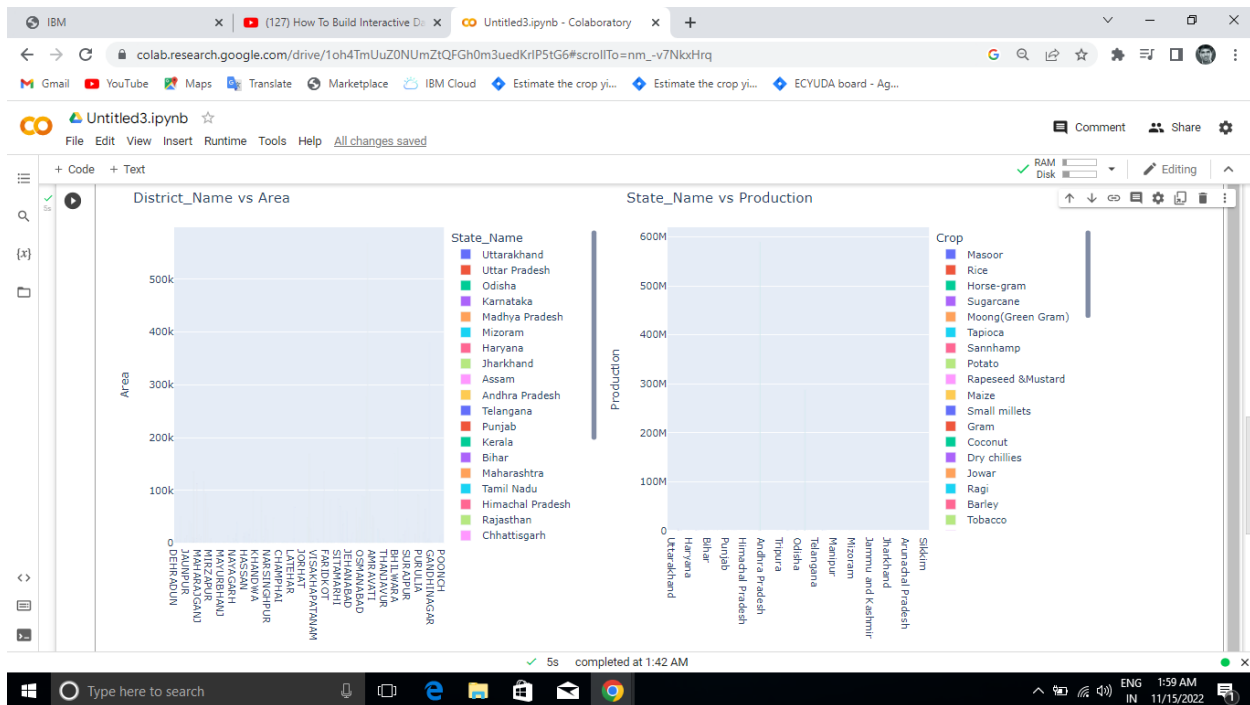 IBM
(127) How To Build Interactive Da
Untitled3.ipynb - Colaboratory
colab.research.google.com/drive/1oh4TmUuZ0NUmZtQFGh0m3uedKrIP5tG6#scrollTo=nm_-v7NkxHrq
Gmail YouTube Maps Translate Marketplace IBM Cloud Estimate the crop yi... Estimate the crop yi... ECYUDA board - Ag...
CO Untitled3.ipynb
File Edit View Insert Runtime Tools Help All changes saved
Comment Share
+ Code + Text
RAM
Disk
Editing
5s
{x}
District_Name vs Area
Area
500k
400k
300k
200k
100k
0
DEHRADUN
JAUNPUR
MAHARAJGANJ
MIRZAPUR
MAYURBHANJ
NAYAGARH
HASSAN
KHANDWA
NARSINGHPUR
CHAMPHAI
LATEHAR
JORHAT
VISAKHAPATANAM
FARIDKOT
SITAMARHI
JEHANABAD
OSMANABAD
AMRAVATI
THANJAVUR
BHILWARA
SURAJPUR
PURULIA
GANDHINAGAR
POONCH
State_Name
Uttarakhand
Uttar Pradesh
Odisha
Karnataka
Madhya Pradesh
Mizoram
Haryana
Jharkhand
Assam
Andhra Pradesh
Telangana
Punjab
Kerala
Bihar
Maharashtra
Tamil Nadu
Himachal Pradesh
Rajasthan
Chhattisgarh
State_Name vs Production
Production
600M
500M
400M
300M
200M
100M
0
Uttarakhand
Haryana
Bihar
Punjab
Himachal Pradesh
Andhra Pradesh
Tripura
Odisha
Telangana
Manipur
Mizoram
Jammu and Kashmir
Jharkhand
Arunachal Pradesh
Sikkim
Crop
Masoor
Rice
Horse-gram
Sugarcane
Moong(Green Gram)
Tapioca
Sannhamp
Potato
Rapeseed &Mustard
Maize
Small millets
Gram
Coconut
Dry chillies
Jowar
Ragi
Barley
Tobacco
5s completed at 1:42 AM
Type here to search
ENG
IN
1:59 AM
11/15/2022
1